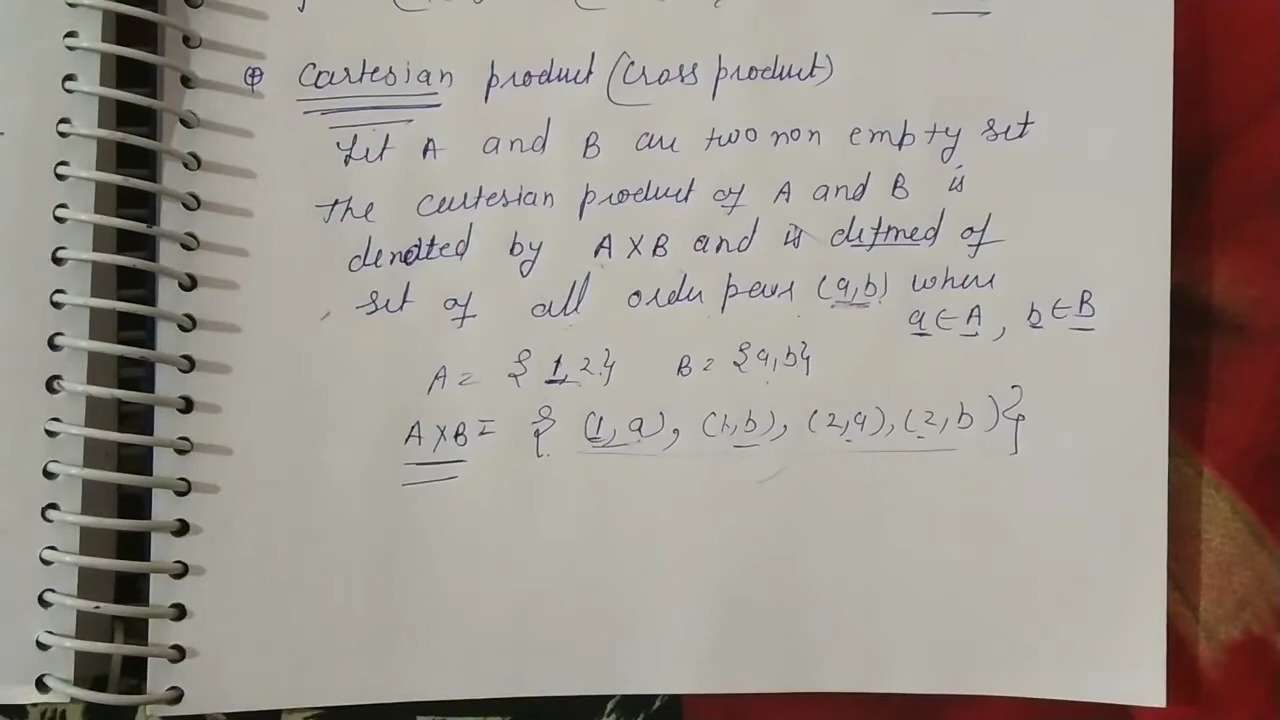 ⊕ Cartesian product (Cross product)
Let A and B are two non empty set
The cartesian product of A and B is
denoted by A X B and is defined of
set of all order pear (a,b) where
a ∈ A, b ∈ B
A = { 1, 2 } B = {a, b}
A X B = { (1, a), (1, b), (2, a), (2, b) }